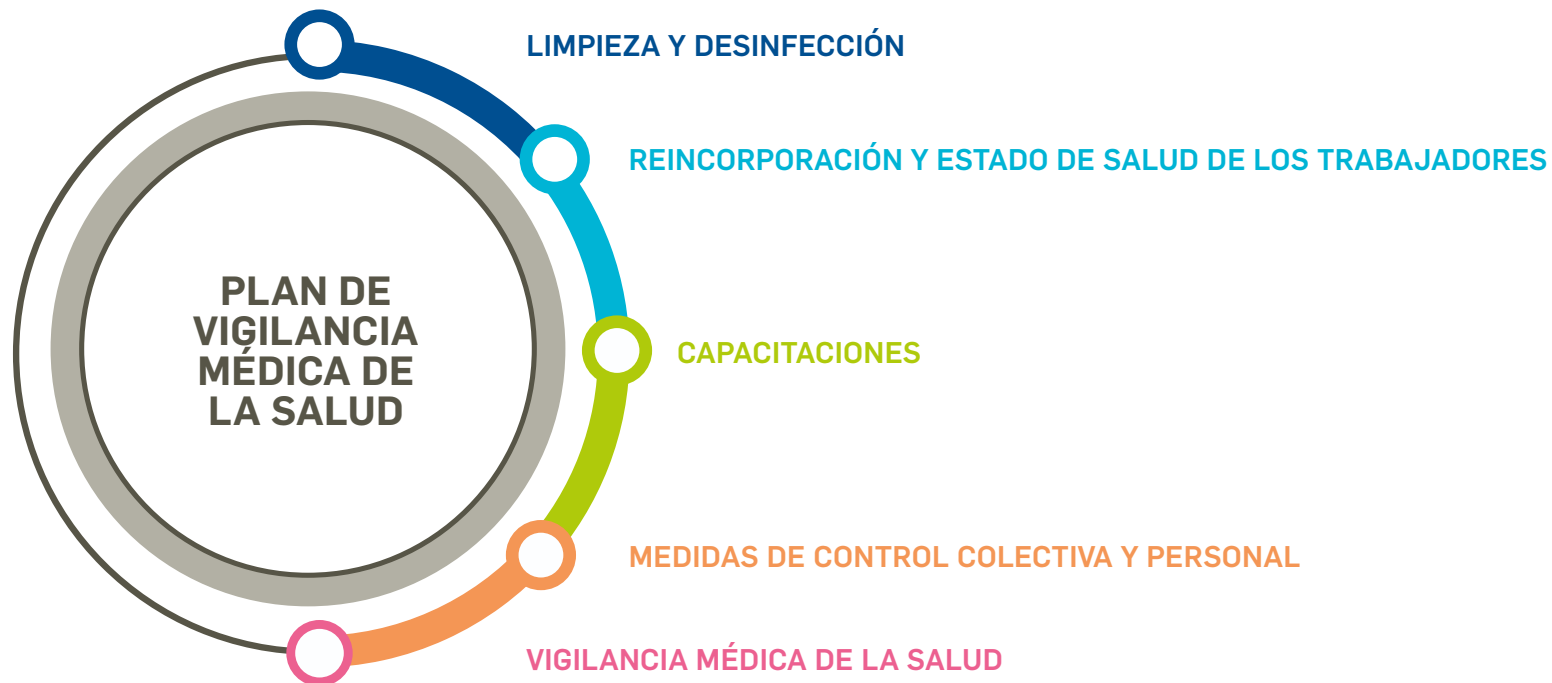 LIMPIEZA Y DESINFECCIÓN
REINCORPORACIÓN Y ESTADO DE SALUD DE LOS TRABAJADORES
PLAN DE
VIGILANCIA
MÉDICA DE
LA SALUD
CAPACITACIONES
MEDIDAS DE CONTROL COLECTIVA Y PERSONAL
VIGILANCIA MÉDICA DE LA SALUD